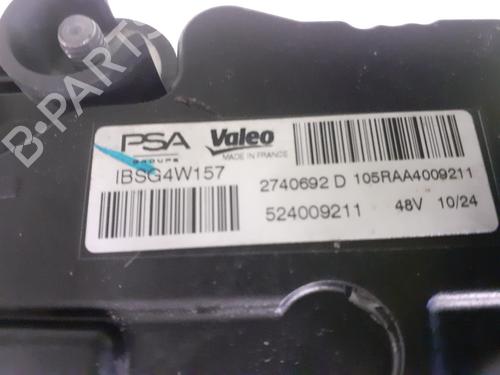 B-PARTS
PSA Valeo
GROUPE MADE IN FRANCE
IBSG4W157 2740692 D 105RAA4009211
524009211 48V 10/24